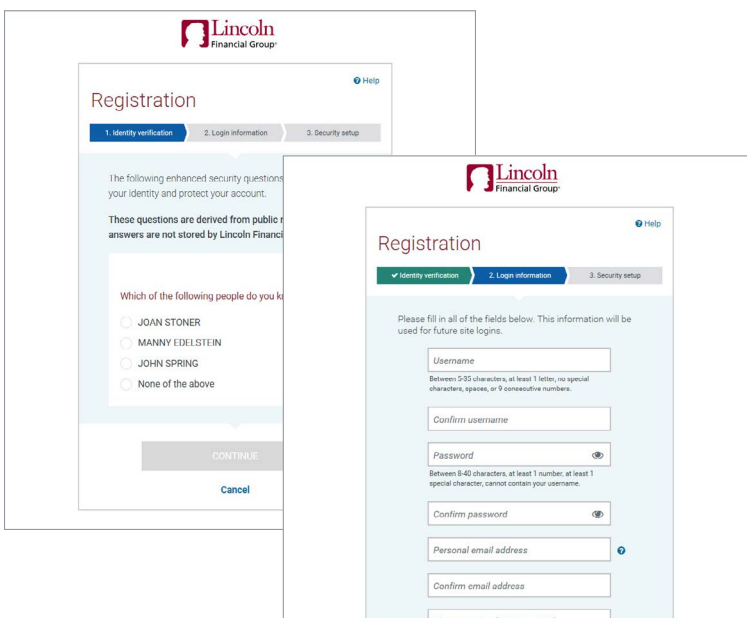 Lincoln
Financial Group®
Help
Registration
1. Identity verification
2. Login information
3. Security setup
The following enhanced security questions
your identity and protect your account.
These questions are derived from public
answers are not stored by Lincoln Financi
Which of the following people do you
JOAN STONER
MANNY EDELSTEIN
JOHN SPRING
None of the above
CONTINUE
Cancel
Lincoln
Financial Group®
Help
Registration
✔ Identity verification
2. Login information
3. Security setup
Please fill in all of the fields below. This information will be
used for future site logins.
Username
Between 5-35 characters, at least 1 letter, no special
characters, spaces, or 9 consecutive numbers.
Confirm username
Password
Between 8-40 characters, at least 1 number, at least 1
special character, cannot contain your username.
Confirm password
Personal email address
Confirm email address